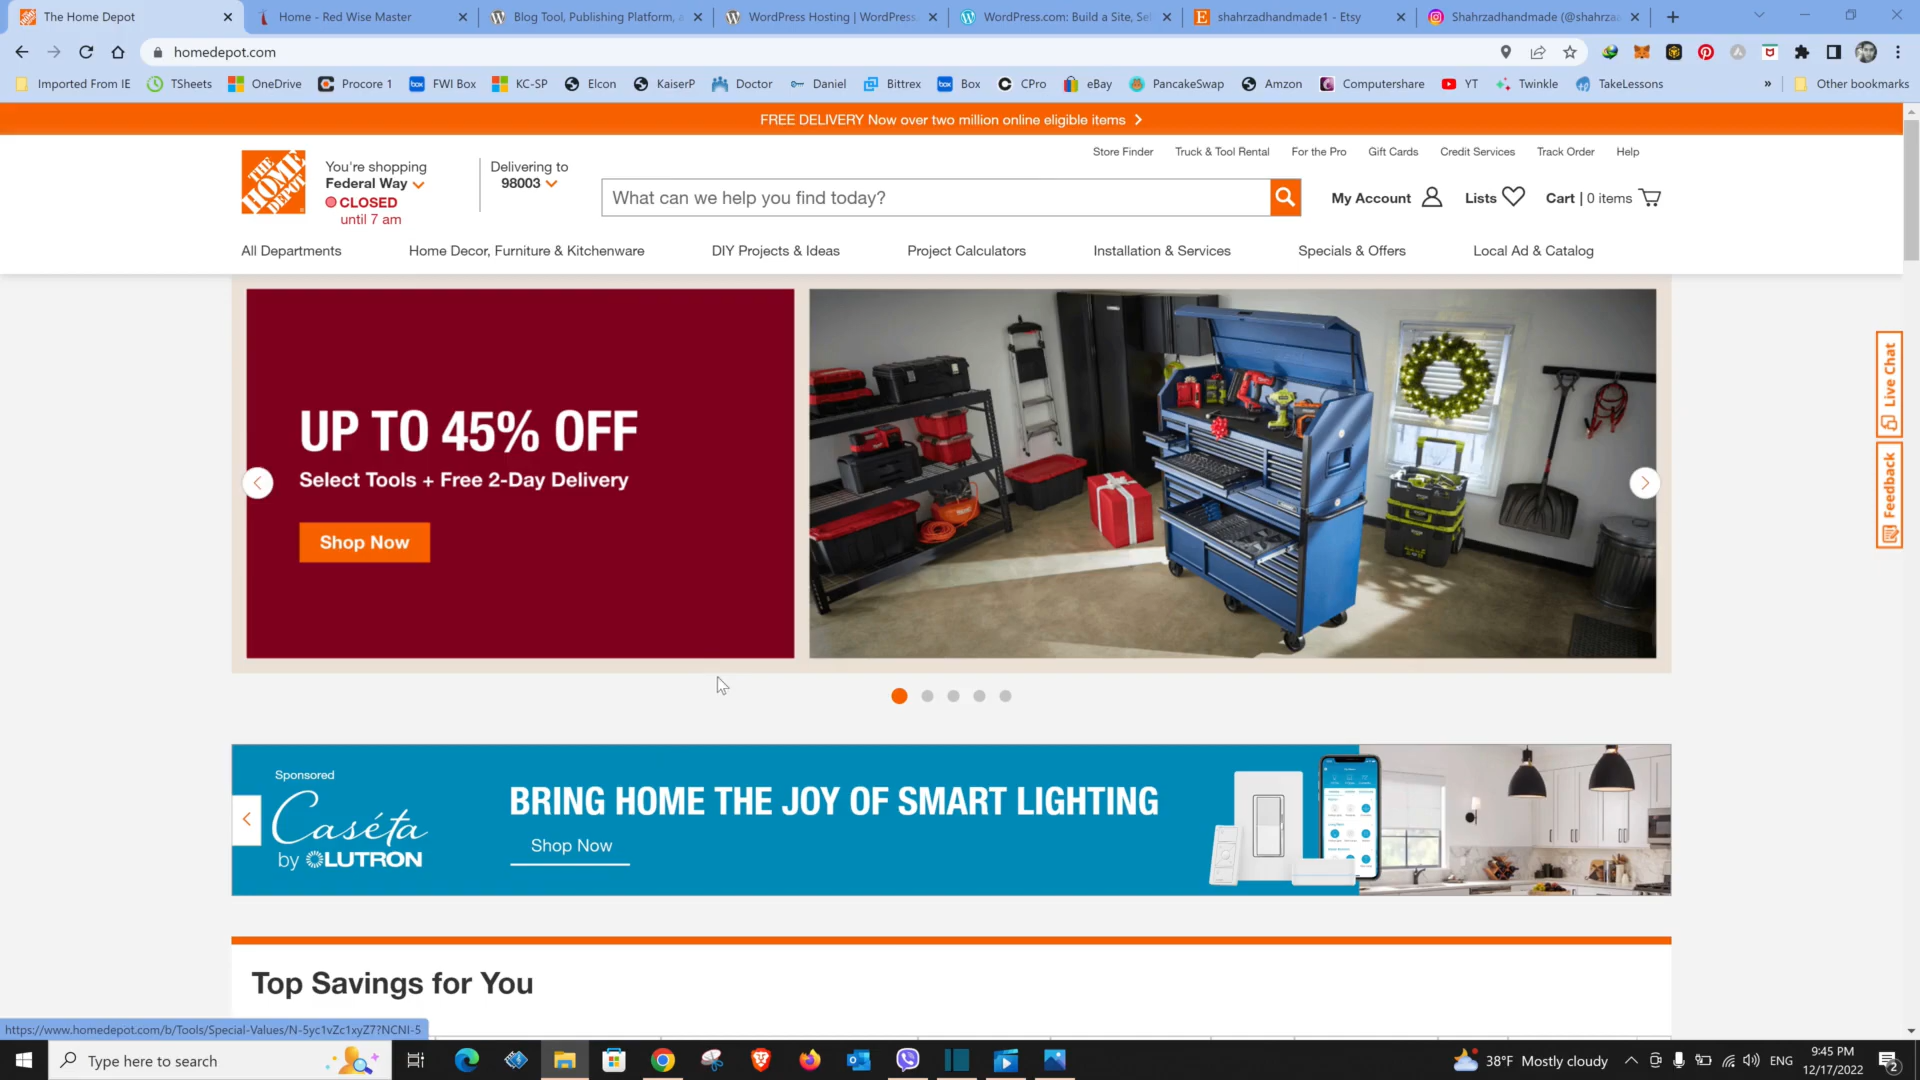 The Home Depot
Home - Red Wise Master
Blog Tool, Publishing Platform, a
WordPress Hosting | WordPress.
WordPress.com: Build a Site, Se
shahrzadhandmade1 - Etsy
Shahrzadhandmade (@shahrza
homedepot.com
Imported From IE
TSheets
OneDrive
Procore 1
FWI Box
KC-SP
Elcon
KaiserP
Doctor
Daniel
Bittrex
Box
CPro
eBay
PancakeSwap
Amzon
Computershare
YT
Twinkle
TakeLessons
»
Other bookmarks
FREE DELIVERY Now over two million online eligible items
Store Finder
Truck & Tool Rental
For the Pro
Gift Cards
Credit Services
Track Order
Help
THE HOME DEPOT
You're shopping
Federal Way
CLOSED
until 7 am
Delivering to
98003
What can we help you find today?
My Account
Lists
Cart | 0 items
All Departments
Home Decor, Furniture & Kitchenware
DIY Projects & Ideas
Project Calculators
Installation & Services
Specials & Offers
Local Ad & Catalog
UP TO 45% OFF
Select Tools + Free 2-Day Delivery
Shop Now
Live Chat
Feedback
Sponsored
Caséta
by LUTRON
BRING HOME THE JOY OF SMART LIGHTING
Shop Now
Top Savings for You
https://www.homedepot.com/b/Tools/Special-Values/N-5yc1vZc1xyZ7?NCNI-5
Type here to search
38°F Mostly cloudy
ENG
9:45 PM
12/17/2022
2